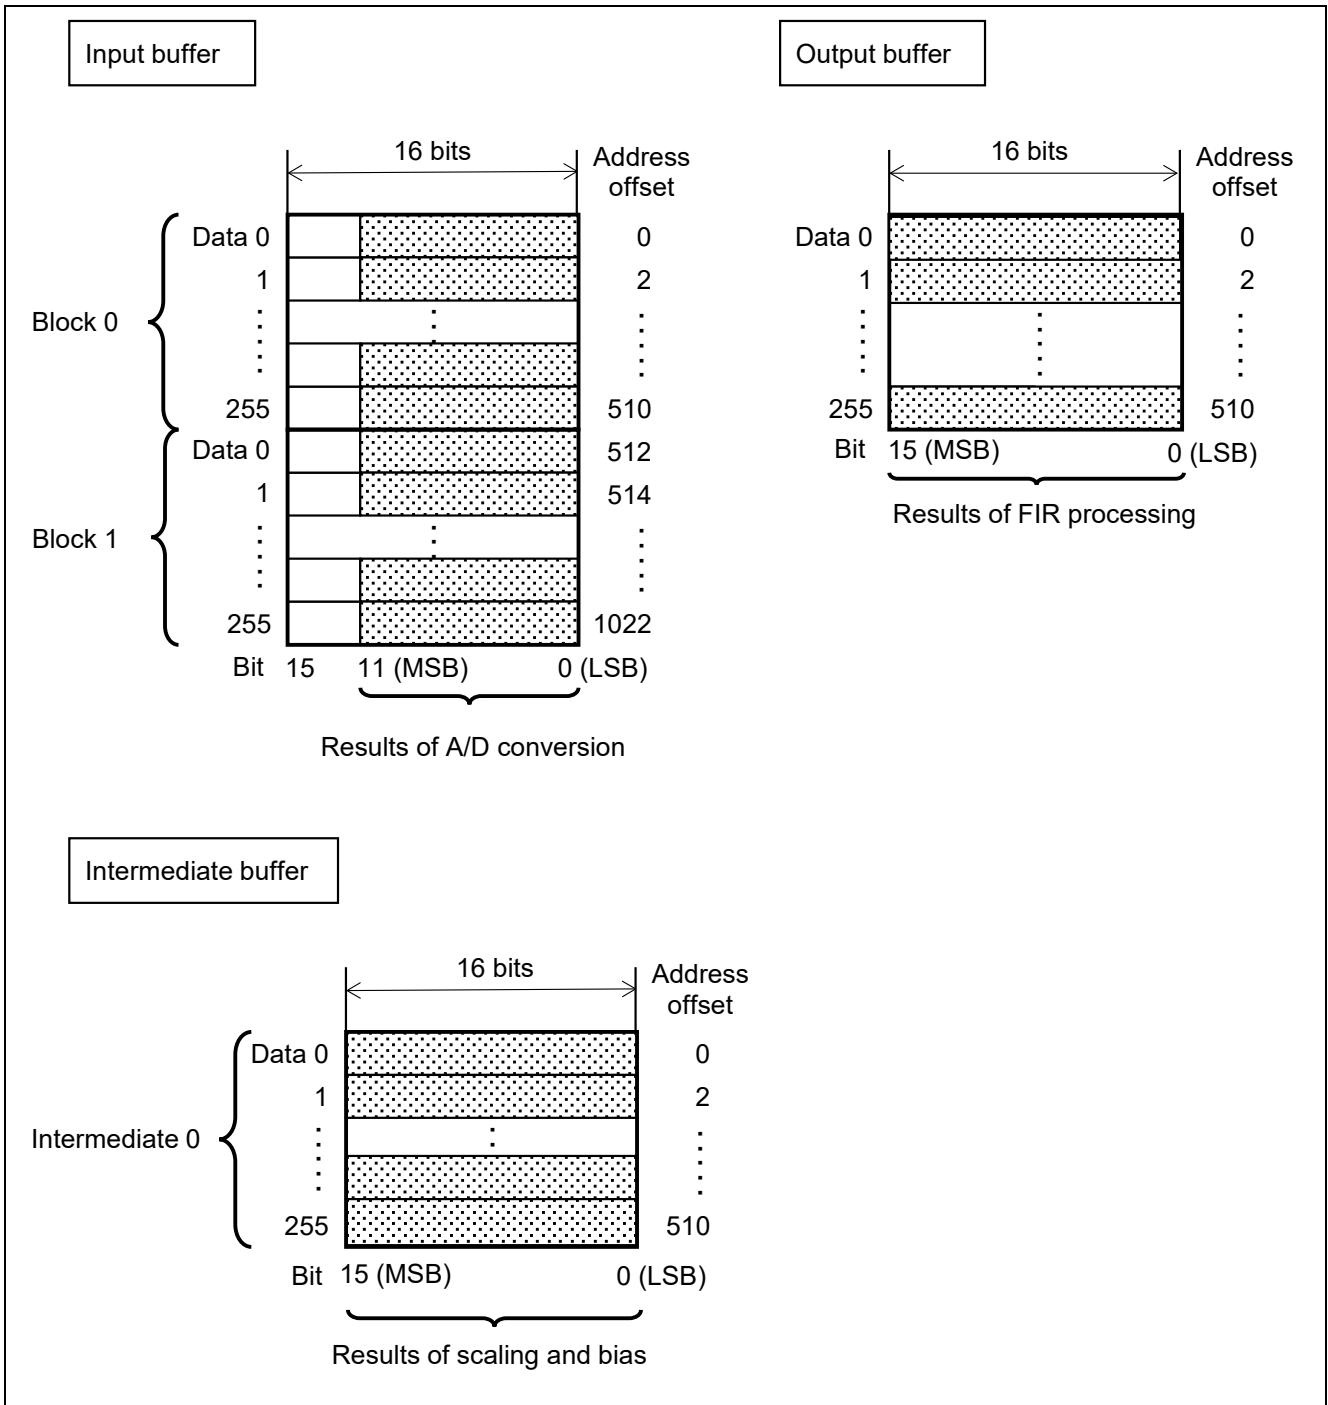 Input buffer
16 bits
Address
offset
Data 0
0
1
2
Block 0
255
510
Data 0
512
1
514
Block 1
255
1022
Bit 15 11 (MSB) 0 (LSB)
Results of A/D conversion
Output buffer
16 bits
Address
offset
Data 0
0
1
2
255
510
Bit 15 (MSB) 0 (LSB)
Results of FIR processing
Intermediate buffer
16 bits
Address
offset
Data 0
0
1
2
Intermediate 0
255
510
Bit 15 (MSB) 0 (LSB)
Results of scaling and bias